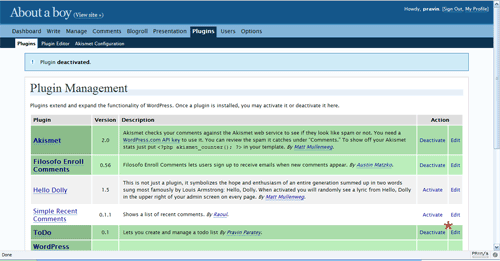 About a boy (View site »)
Howdy, pravin. [Sign Out, My Profile]
Dashboard Write Manage Comments Blogroll Presentation Plugins Users Options
Plugins Plugin Editor Akismet Configuration
Plugin deactivated.
Plugin Management
Plugins extend and expand the functionality of WordPress. Once a plugin is installed, you may activate it or deactivate it here.
Plugin Version Description Action
Akismet 2.0 Akismet checks your comments against the Akismet web service to see if they look like spam or not. You need a
WordPress.com API key to use it. You can review the spam it catches under "Comments." To show off your Akismet
stats just put <?php akismet_counter(); ?> in your template. By Matt Mullenweg. Deactivate Edit
Filosofo Enroll
Comments 0.56 Filosofo Enroll Comments lets users sign up to receive emails when new comments appear. By Austin Matzko. Deactivate Edit
Hello Dolly 1.5 This is not just a plugin, it symbolizes the hope and enthusiasm of an entire generation summed up in two words
sung most famously by Louis Armstrong: Hello, Dolly. When activated you will randomly see a lyric from Hello, Dolly
in the upper right of your admin screen on every page. By Matt Mullenweg. Activate Edit
Simple Recent
Comments 0.1.1 Shows a list of recent comments. By Raoul. Activate Edit
ToDo 0.1 Lets you create and manage a todo list By Pravin Paratey. Deactivate Edit
WordPress
Done